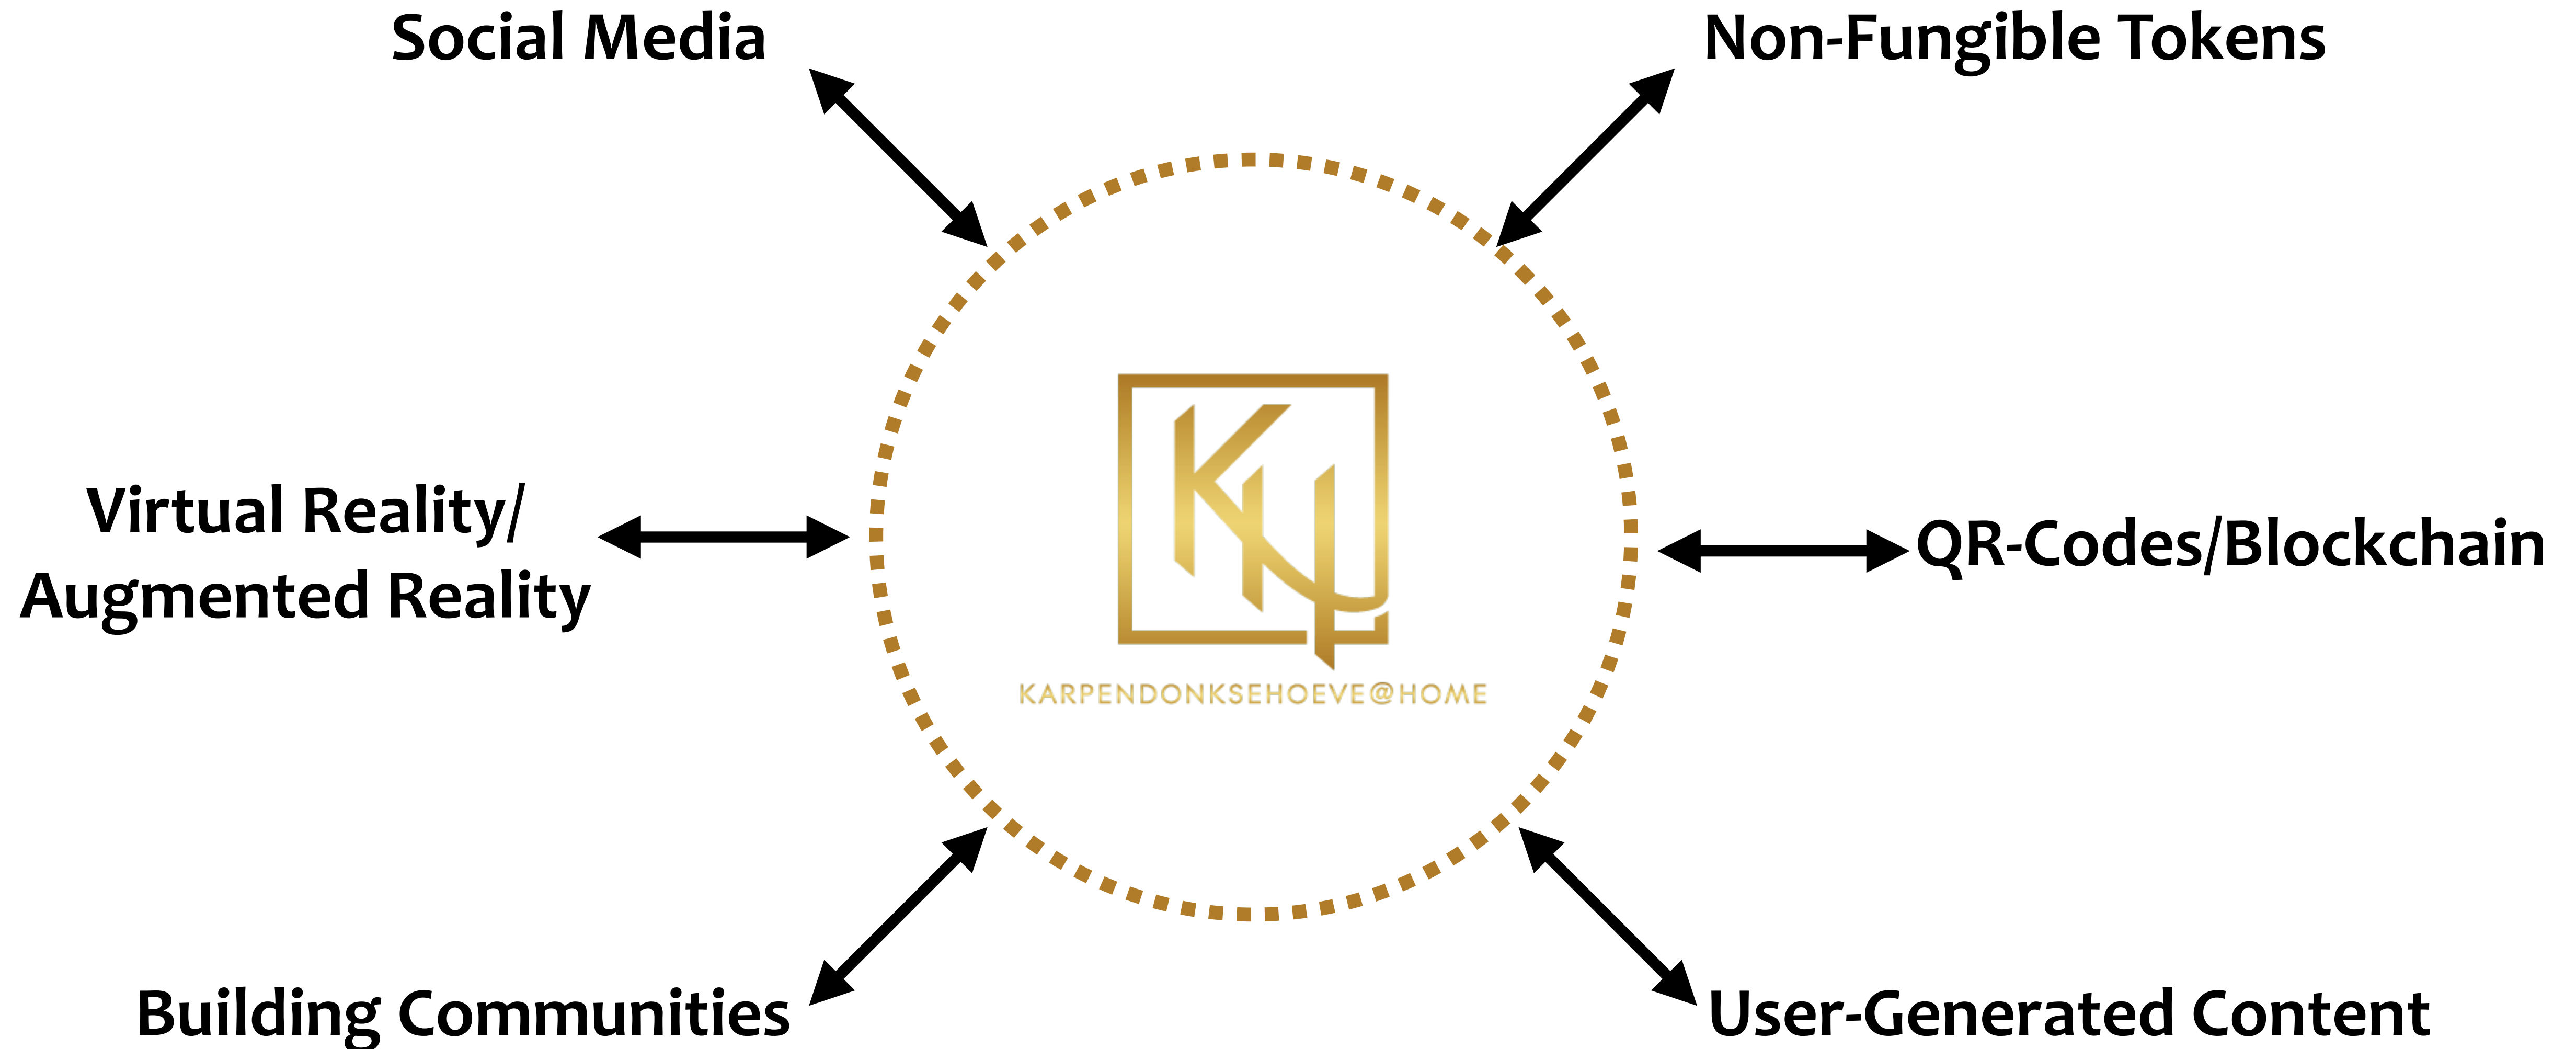 Social Media
Non-Fungible Tokens
Virtual Reality/
Augmented Reality
KH
KARPENDONKSEHOEVE@HOME
QR-Codes/Blockchain
Building Communities
User-Generated Content